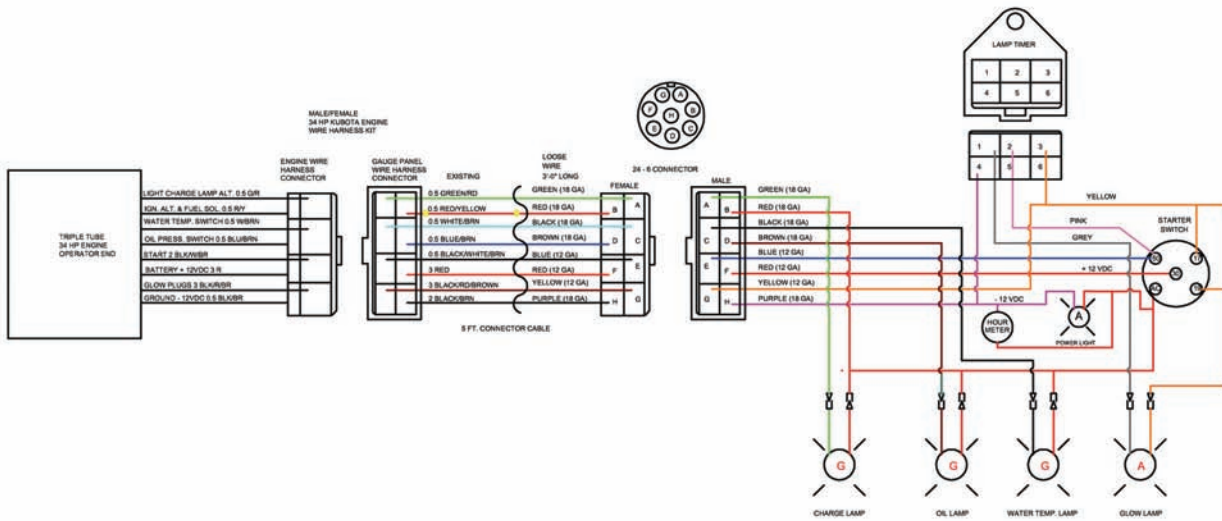 LAMP TIMER
1 2 3
4 5 6
G A
F B
H
E C
D
MALE/FEMALE
34 HP KUBOTA ENGINE
WIRE HARNESS KIT
1 2 3
4 5 6
ENGINE WIRE
HARNESS
CONNECTOR
GAUGE PANEL
WIRE HARNESS
CONNECTOR
EXISTING
LOOSE
WIRE
3'-0" LONG
24 - 6 CONNECTOR
FEMALE
MALE
TRIPLE TUBE
34 HP ENGINE
OPERATOR END
LIGHT CHARGE LAMP ALT. 0.5 G/R
IGN. ALT. & FUEL SOL. 0.5 R/Y
WATER TEMP. SWITCH 0.5 W/BRN
OIL PRESS. SWITCH 0.5 BLU/BRN
START 2 BLK/W/BR
BATTERY + 12VDC 3 R
GLOW PLUGS 3 BLK/R/BR
GROUND - 12VDC 0.5 BLK/BR
0.5 GREEN/RD
0.5 RED/YELLOW
0.5 WHITE/BRN
0.5 BLUE/BRN
0.5 BLACK/WHITE/BRN
3 RED
3 BLACK/RD/BROWN
2 BLACK/BRN
GREEN (18 GA)
RED (18 GA)
BLACK (18 GA)
BROWN (18 GA)
BLUE (12 GA)
RED (12 GA)
YELLOW (12 GA)
PURPLE (18 GA)
A
B
C
D
E
F
G
H
A
B
C
D
E
F
G
H
GREEN (18 GA)
RED (18 GA)
BLACK (18 GA)
BROWN (18 GA)
BLUE (12 GA)
RED (12 GA)
YELLOW (12 GA)
PURPLE (18 GA)
5 FT. CONNECTOR CABLE
YELLOW
PINK
GREY
STARTER
SWITCH
+ 12 VDC
- 12 VDC
HOUR
METER
A
POWER LIGHT
G
G
G
A
CHARGE LAMP
OIL LAMP
WATER TEMP. LAMP
GLOW LAMP